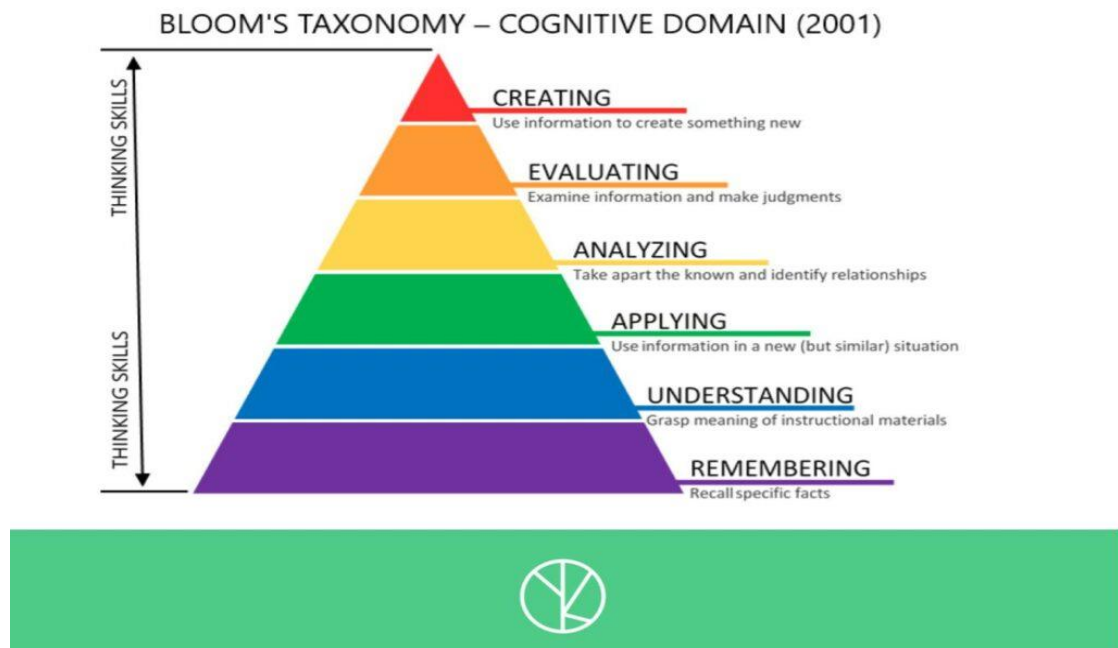 BLOOM'S TAXONOMY – COGNITIVE DOMAIN (2001)
THINKING SKILLS
CREATING
Use information to create something new
EVALUATING
Examine information and make judgments
ANALYZING
Take apart the known and identify relationships
APPLYING
Use information in a new (but similar) situation
THINKING SKILLS
UNDERSTANDING
Grasp meaning of instructional materials
REMEMBERING
Recall specific facts